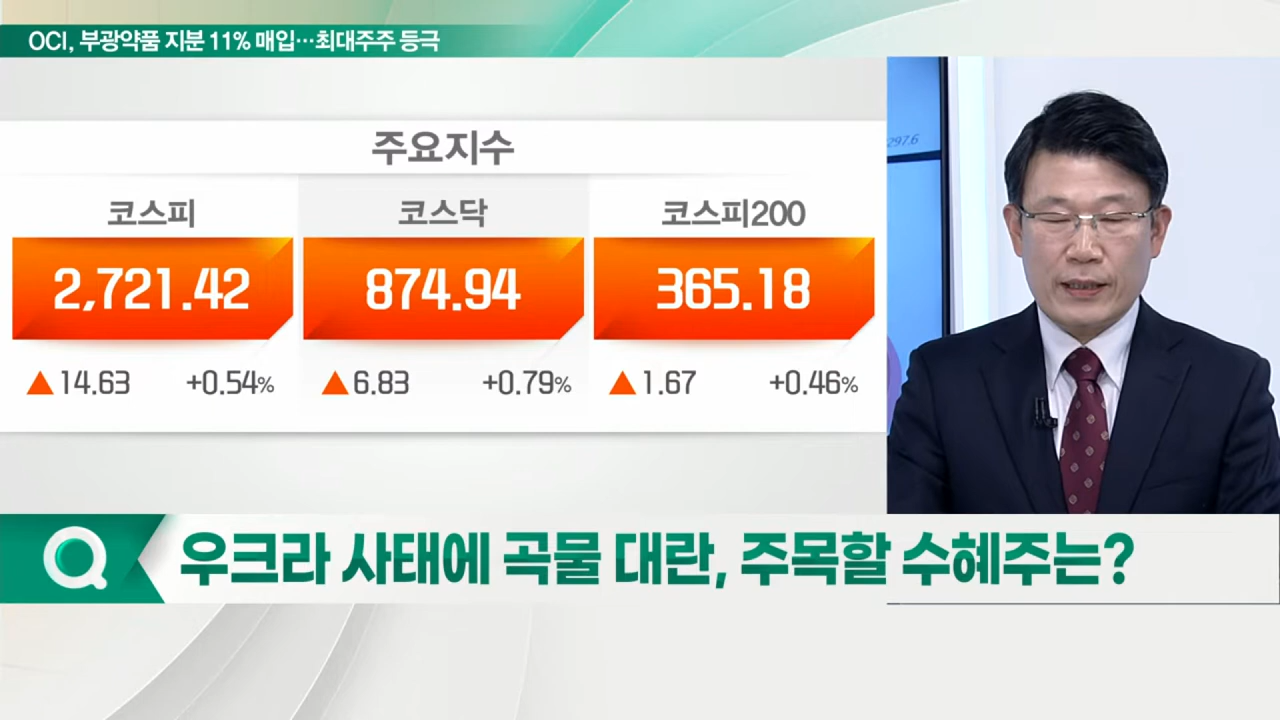 OCI, 부광약품 지분 11% 매입…최대주주 등극
297.6
주요지수
코스피 코스닥 코스피200
2,721.42 874.94 365.18
▲14.63 +0.54% ▲6.83 +0.79% ▲1.67 +0.46%
우크라 사태에 곡물 대란, 주목할 수혜주는?